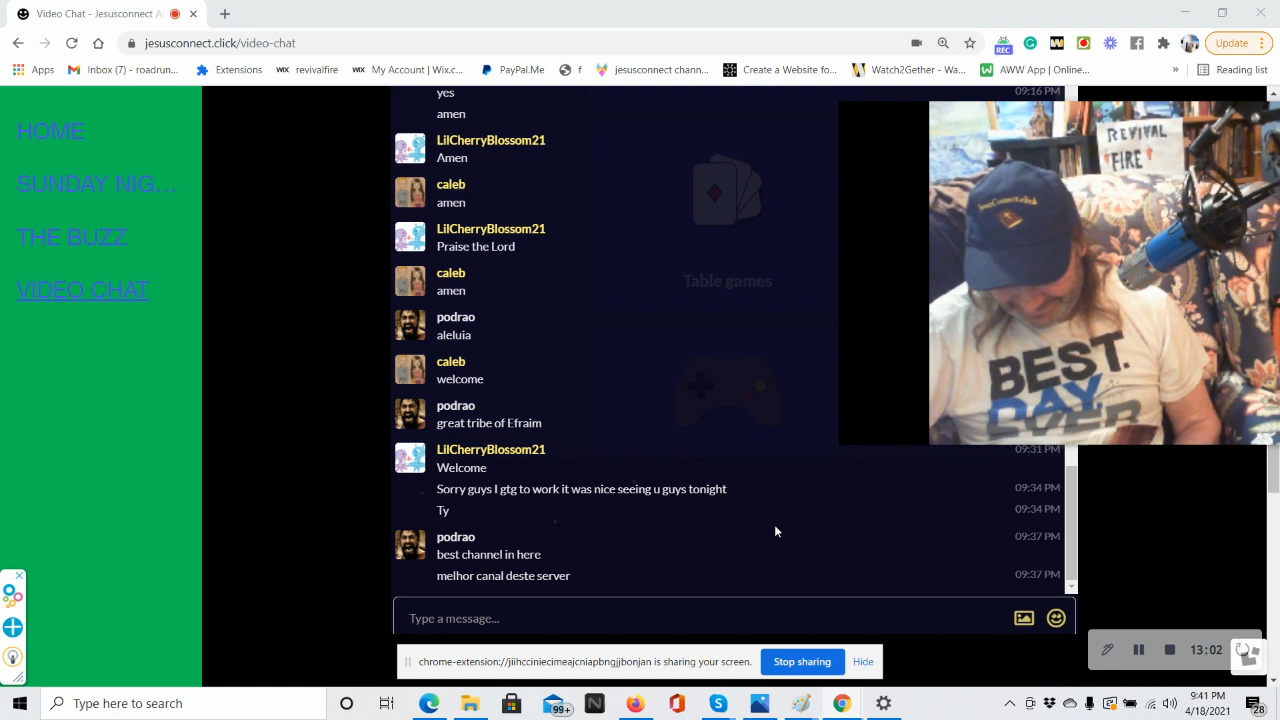 Video Chat - Jesusconnect A
jesusconnect.click/video-chat
REC
Update
Apps
Inbox (7) - roadrun...
Extensions
WIX revivalfire
WIX My Account | Wix.c...
PayPal.Me
f
jesusconnect chann...
Create a Website fo...
Watch2Gether - Wa...
AWW App | Online...
»
Reading list
HOME
SUNDAY NIG...
THE BUZZ
VIDEO CHAT
yes
09:16 PM
amen
LilCherryBlossom21
Amen
caleb
amen
LilCherryBlossom21
Praise the Lord
caleb
amen
podrao
aleluia
caleb
welcome
podrao
great tribe of Efraim
LilCherryBlossom21
09:31 PM
Welcome
Sorry guys I gtg to work it was nice seeing u guys tonight
09:34 PM
Ty
09:34 PM
podrao
09:37 PM
best channel in here
melhor canal deste server
09:37 PM
Table games
REVIVAL
FIRE
JesusConnect.click
BEST.
DAY
EVER
Type a message...
chrome-extension://jiihcciniecimeajcniapbngjjbonjan is sharing your screen.
Stop sharing
Hide
13:02
Type here to search
99+
9:41 PM
4/18/2021
28